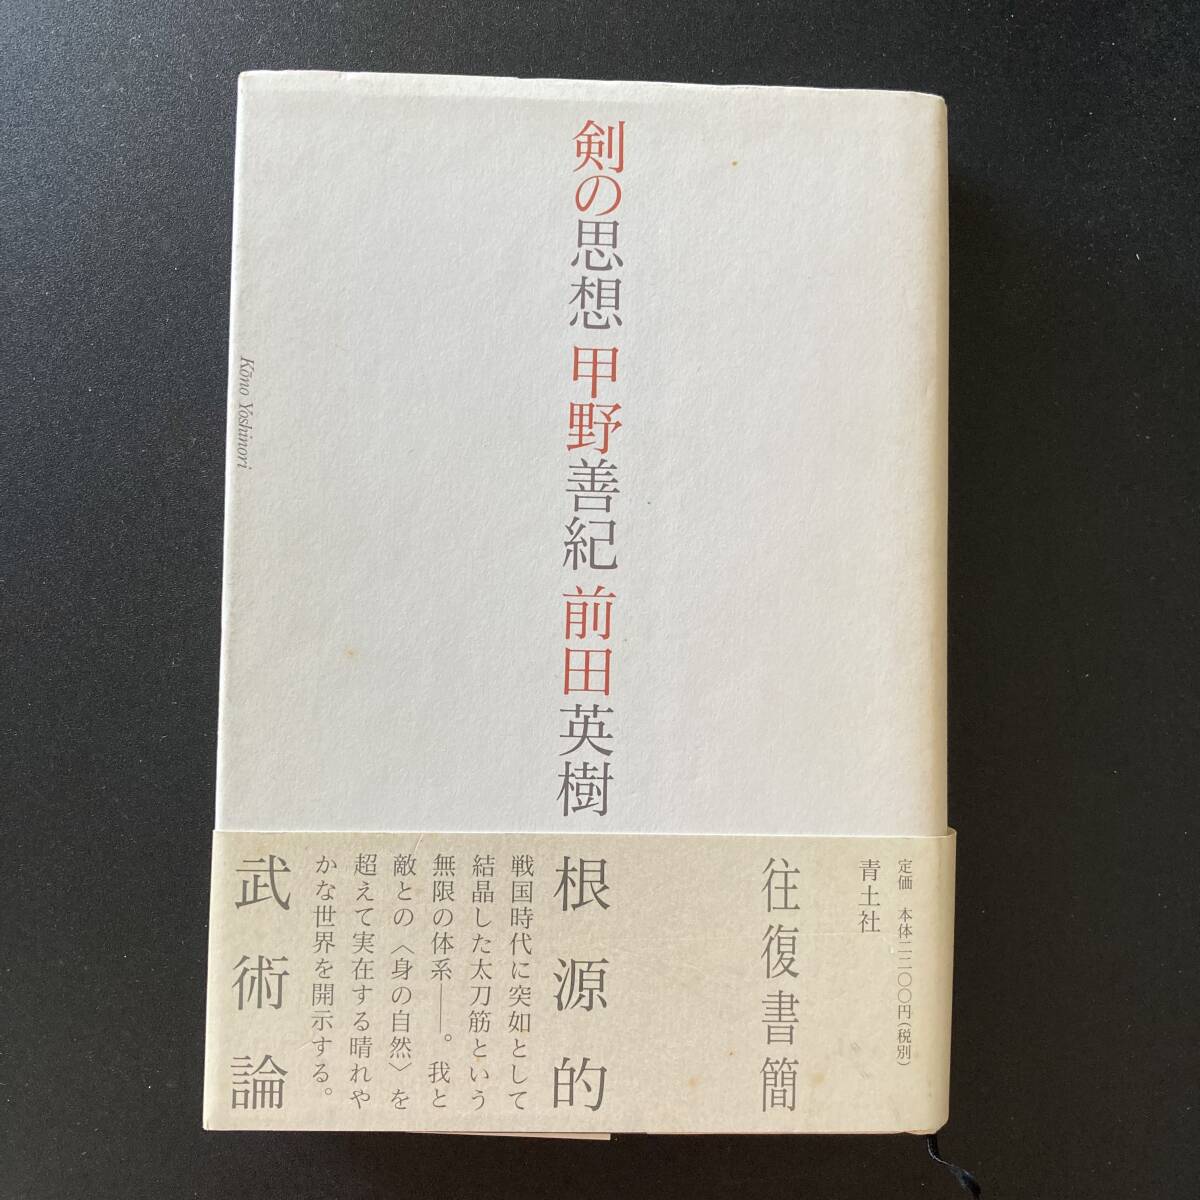 剣の思想 甲野善紀 前田英樹
Kōno Yoshinori
定価 本体二二〇〇円(税別)
青土社
往復書簡
根源的
戦国時代に突如として
結晶した太刀筋という
無限の体系――。我と
敵との〈身の自然〉を
超えて実在する晴れや
かな世界を開示する。
武術論